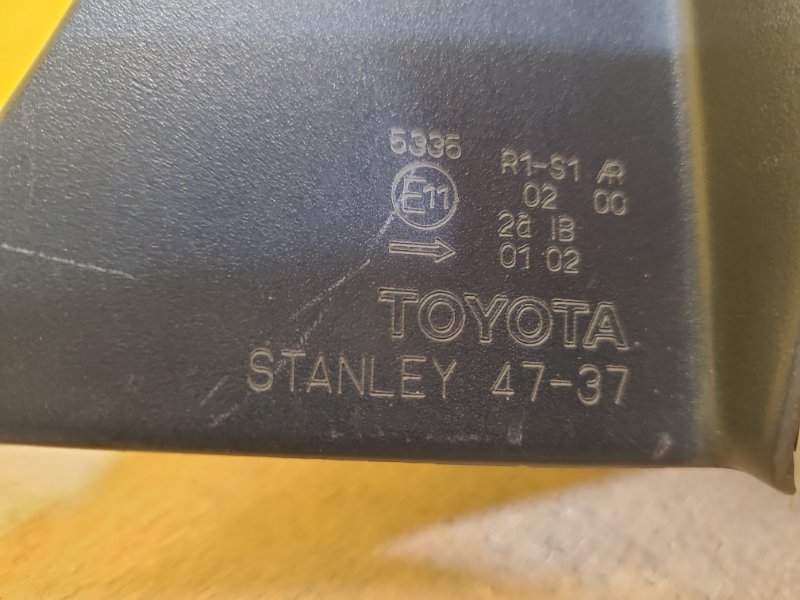 5335
E11
R1-S1 AR
02 00
2a IB
01 02
TOYOTA
STANLEY 47-37